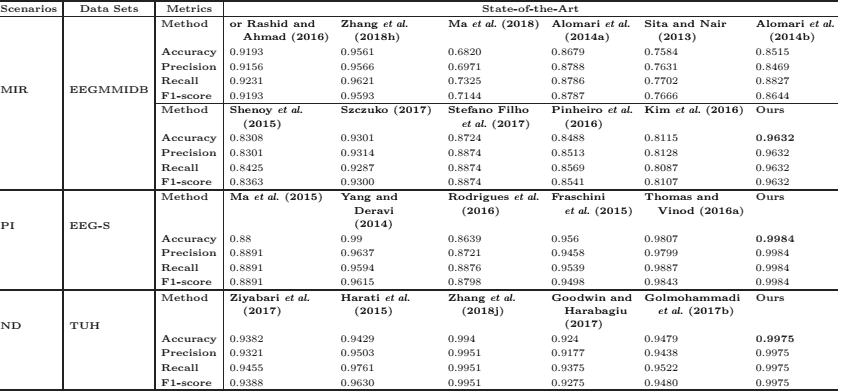 Scenarios Data Sets Metrics State-of-the-Art
Method or Rashid and Zhang et al. Ma et al. (2018) Alomari et al. Sita and Nair Alomari et al.
Ahmad (2016) (2018h) (2014a) (2013) (2014b)
Accuracy 0.9193 0.9561 0.6820 0.8679 0.7584 0.8515
Precision 0.9156 0.9566 0.6971 0.8788 0.7631 0.8469
Recall 0.9231 0.9621 0.7325 0.8786 0.7702 0.8827
MIR EEGMMIDB
F1-score 0.9193 0.9593 0.7144 0.8787 0.7666 0.8644
Method Shenoy et al. Szczuko (2017) Stefano Filho Pinheiro et al. Kim et al. (2016) Ours
(2015) et al. (2017) (2016)
Accuracy 0.8308 0.9301 0.8724 0.8488 0.8115 0.9632
Precision 0.8301 0.9314 0.8874 0.8513 0.8128 0.9632
Recall 0.8425 0.9287 0.8874 0.8569 0.8087 0.9632
F1-score 0.8363 0.9300 0.8874 0.8541 0.8107 0.9632
Method Ma et al. (2015) Yang and Rodrigues et al. Fraschini Thomas and Ours
Deravi (2016) et al. (2015) Vinod (2016a)
(2014)
PI EEG-S
Accuracy 0.88 0.99 0.8639 0.956 0.9807 0.9984
Precision 0.8891 0.9637 0.8721 0.9458 0.9799 0.9984
Recall 0.8891 0.9594 0.8876 0.9539 0.9887 0.9984
F1-score 0.8891 0.9615 0.8798 0.9498 0.9843 0.9984
Method Ziyabari et al. Harati et al. Zhang et al. Goodwin and Golmohammadi Ours
(2017) (2015) (2018j) Harabagiu et al. (2017b)
(2017)
ND TUH
Accuracy 0.9382 0.9429 0.994 0.924 0.9479 0.9975
Precision 0.9321 0.9503 0.9951 0.9177 0.9438 0.9975
Recall 0.9455 0.9761 0.9951 0.9375 0.9522 0.9975
F1-score 0.9388 0.9630 0.9951 0.9275 0.9480 0.9975